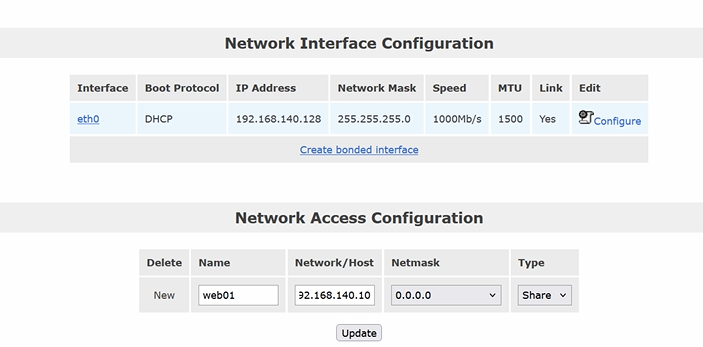 Network Interface Configuration
Interface Boot Protocol IP Address Network Mask Speed MTU Link Edit
eth0 DHCP 192.168.140.128 255.255.255.0 1000Mb/s 1500 Yes Configure
Create bonded interface
Network Access Configuration
Delete Name Network/Host Netmask Type
New web01 92.168.140.10 0.0.0.0 Share
Update